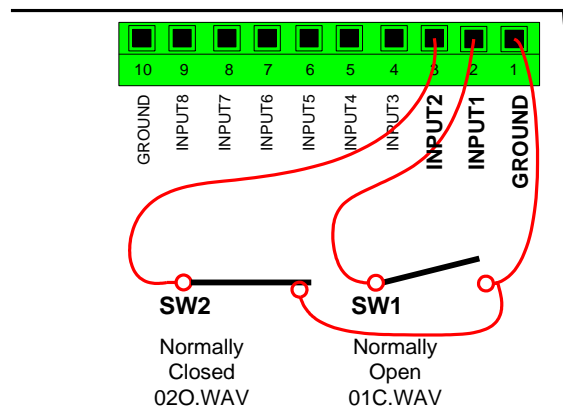 10 9 8 7 6 5 4 3 2 1
GROUND INPUT8 INPUT7 INPUT6 INPUT5 INPUT4 INPUT3 INPUT2 INPUT1 GROUND
SW2 SW1
Normally Normally
Closed Open
02O.WAV 01C.WAV